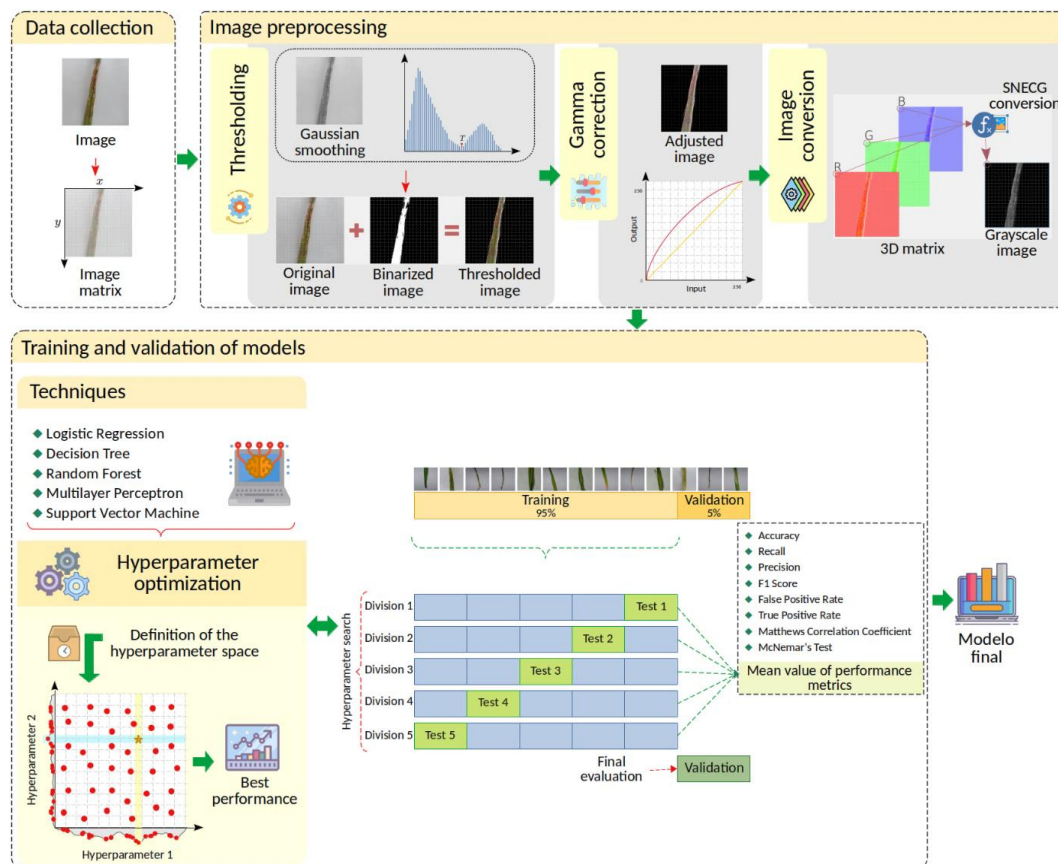 Data collection
Image
x
y
Image
matrix
Image preprocessing
Thresholding
Gaussian
smoothing
T
Original
image
Binarized
image
Thresholded
image
Gamma
correction
Adjusted
image
Output
Input
Image
conversion
R
G
B
3D matrix
SNECG
conversion
fx
Grayscale
image
Training and validation of models
Techniques
Logistic Regression
Decision Tree
Random Forest
Multilayer Perceptron
Support Vector Machine
Hyperparameter
optimization
Definition of the
hyperparameter space
Hyperparameter 2
Hyperparameter 1
Best
performance
Training
95%
Validation
5%
Hyperparameter search
Division 1
Test 1
Division 2
Test 2
Division 3
Test 3
Division 4
Test 4
Division 5
Test 5
Final
evaluation
Validation
Accuracy
Recall
Precision
F1 Score
False Positive Rate
True Positive Rate
Matthews Correlation Coefficient
McNemar's Test
Mean value of performance
metrics
Modelo
final